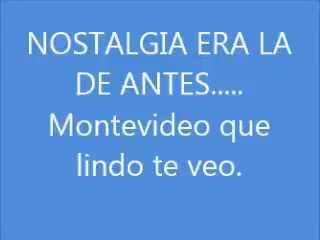 NOSTALGIA ERA LA
DE ANTES.....
Montevideo que
lindo te veo.